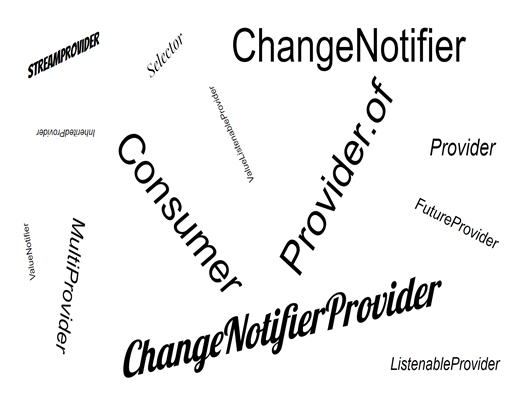 STREAMPROVIDER
Selector
ChangeNotifier
InheritedProvider
ValueListenableProvider
Consumer
Provider.of
Provider
FutureProvider
ValueNotifier
MultiProvider
ChangeNotifierProvider
ListenableProvider